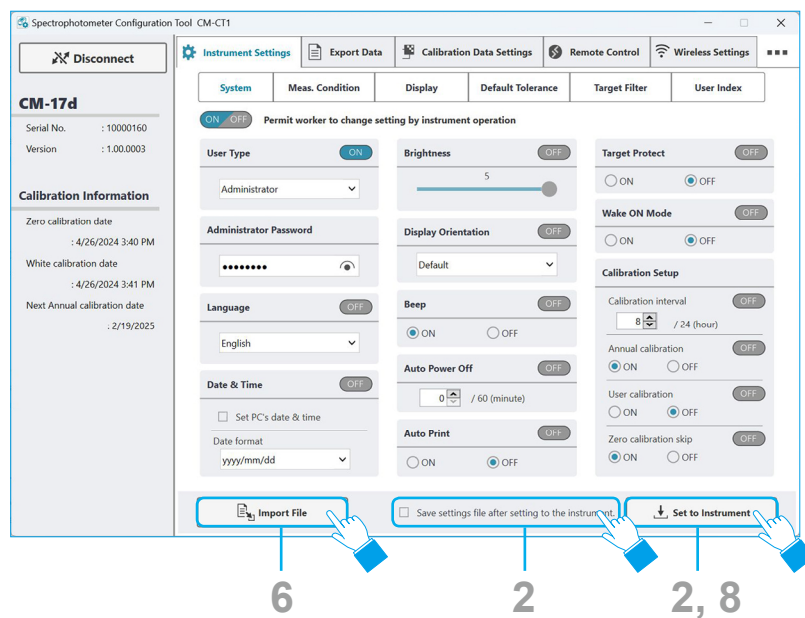 Spectrophotometer Configuration Tool CM-CT1
Disconnect
CM-17d
Serial No. : 10000160
Version : 1.00.0003
Calibration Information
Zero calibration date
: 4/26/2024 3:40 PM
White calibration date
: 4/26/2024 3:41 PM
Next Annual calibration date
: 2/19/2025
Instrument Settings
Export Data
Calibration Data Settings
Remote Control
Wireless Settings
System
Meas. Condition
Display
Default Tolerance
Target Filter
User Index
ON OFF Permit worker to change setting by instrument operation
User Type ON
Administrator
Administrator Password
Language OFF
English
Date & Time OFF
Set PC's date & time
Date format
yyyy/mm/dd
Brightness OFF
5
Display Orientation OFF
Default
Beep OFF
ON OFF
Auto Power Off OFF
0 / 60 (minute)
Auto Print OFF
ON OFF
Target Protect OFF
ON OFF
Wake ON Mode OFF
ON OFF
Calibration Setup
Calibration interval OFF
8 / 24 (hour)
Annual calibration OFF
ON OFF
User calibration OFF
ON OFF
Zero calibration skip OFF
ON OFF
Import File
Save settings file after setting to the instrument.
Set to Instrument
6
2
2, 8